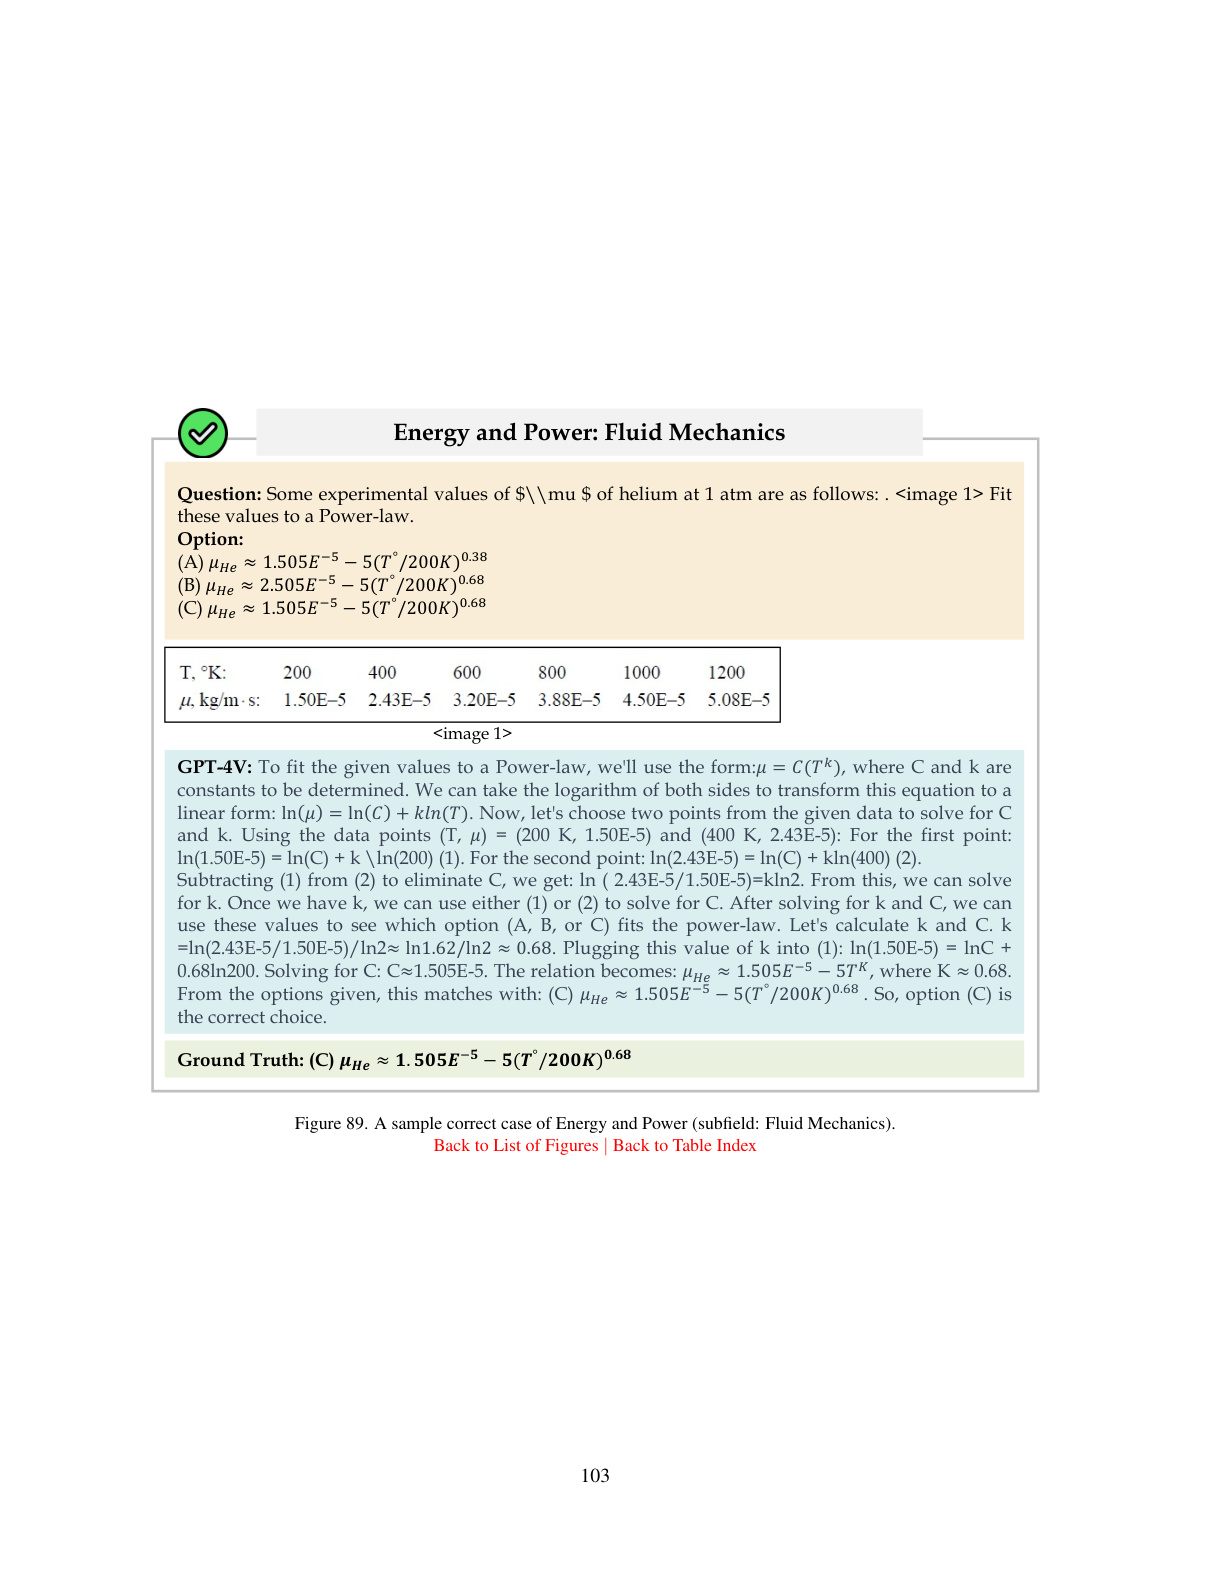 Energy and Power: Fluid Mechanics
Question: Some experimental values of $\\mu $ of helium at 1 atm are as follows: . <image 1> Fit
these values to a Power-law.
Option:
(A) μ_He ≈ 1.505E⁻⁵ − 5(T°/200K)^0.38
(B) μ_He ≈ 2.505E⁻⁵ − 5(T°/200K)^0.68
(C) μ_He ≈ 1.505E⁻⁵ − 5(T°/200K)^0.68
T, °K: 200 400 600 800 1000 1200
μ, kg/m · s: 1.50E–5 2.43E–5 3.20E–5 3.88E–5 4.50E–5 5.08E–5
<image 1>
GPT-4V: To fit the given values to a Power-law, we'll use the form:μ = C(T^k), where C and k are
constants to be determined. We can take the logarithm of both sides to transform this equation to a
linear form: ln(μ) = ln(C) + kln(T). Now, let's choose two points from the given data to solve for C
and k. Using the data points (T, μ) = (200 K, 1.50E-5) and (400 K, 2.43E-5): For the first point:
ln(1.50E-5) = ln(C) + k \ln(200) (1). For the second point: ln(2.43E-5) = ln(C) + kln(400) (2).
Subtracting (1) from (2) to eliminate C, we get: ln ( 2.43E-5/1.50E-5)=kln2. From this, we can solve
for k. Once we have k, we can use either (1) or (2) to solve for C. After solving for k and C, we can
use these values to see which option (A, B, or C) fits the power-law. Let's calculate k and C. k
=ln(2.43E-5/1.50E-5)/ln2≈ ln1.62/ln2 ≈ 0.68. Plugging this value of k into (1): ln(1.50E-5) = lnC +
0.68ln200. Solving for C: C≈1.505E-5. The relation becomes: μ_He ≈ 1.505E⁻⁵ − 5T^K, where K ≈ 0.68.
From the options given, this matches with: (C) μ_He ≈ 1.505E⁻⁵ − 5(T°/200K)^0.68 . So, option (C) is
the correct choice.
Ground Truth: (C) μ_He ≈ 1.505E⁻⁵ − 5(T°/200K)^0.68
Figure 89. A sample correct case of Energy and Power (subfield: Fluid Mechanics).
Back to List of Figures | Back to Table Index
103